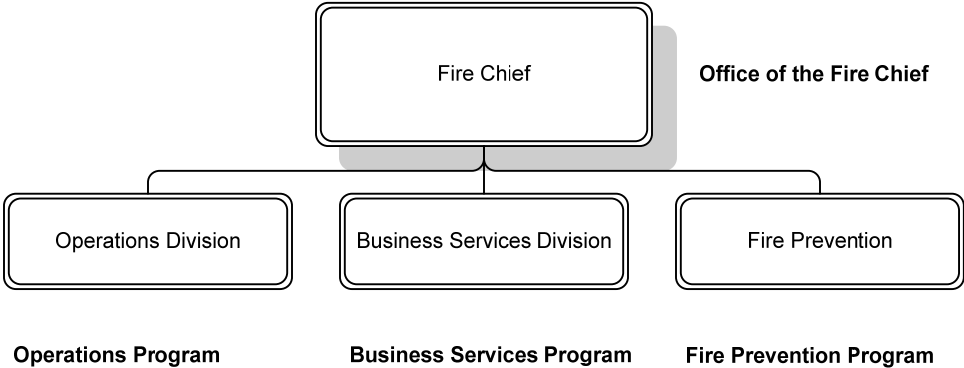 Fire Chief
Office of the Fire Chief
Operations Division
Business Services Division
Fire Prevention
Operations Program
Business Services Program
Fire Prevention Program